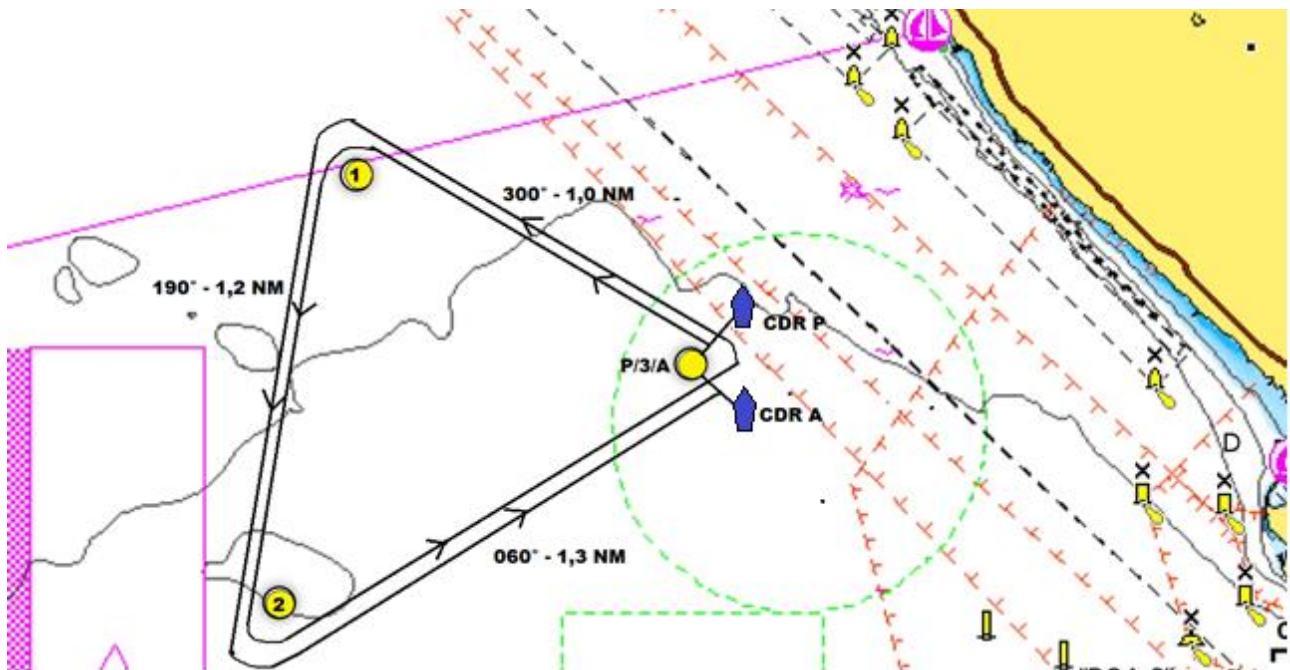 1
300° - 1,0 NM
190° - 1,2 NM
CDR P
P/3/A
CDR A
D
060° - 1,3 NM
2